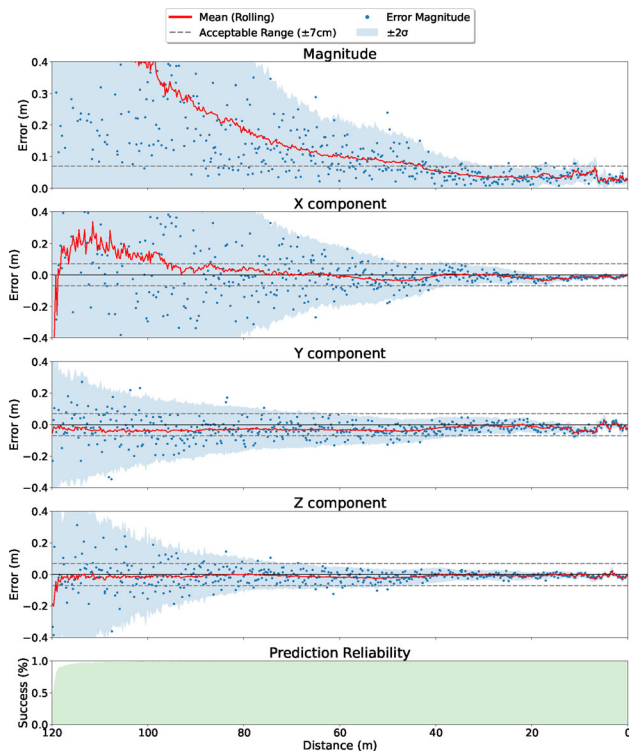 Mean (Rolling) Error Magnitude
Acceptable Range (±7cm) ±2σ
Magnitude
Error (m)
0.4
0.3
0.2
0.1
0.0
X component
Error (m)
0.4
0.2
0.0
−0.2
−0.4
Y component
Error (m)
0.4
0.2
0.0
−0.2
−0.4
Z component
Error (m)
0.4
0.2
0.0
−0.2
−0.4
Prediction Reliability
Success (%)
1.0
0.5
0.0
120 100 80 60 40 20 0
Distance (m)